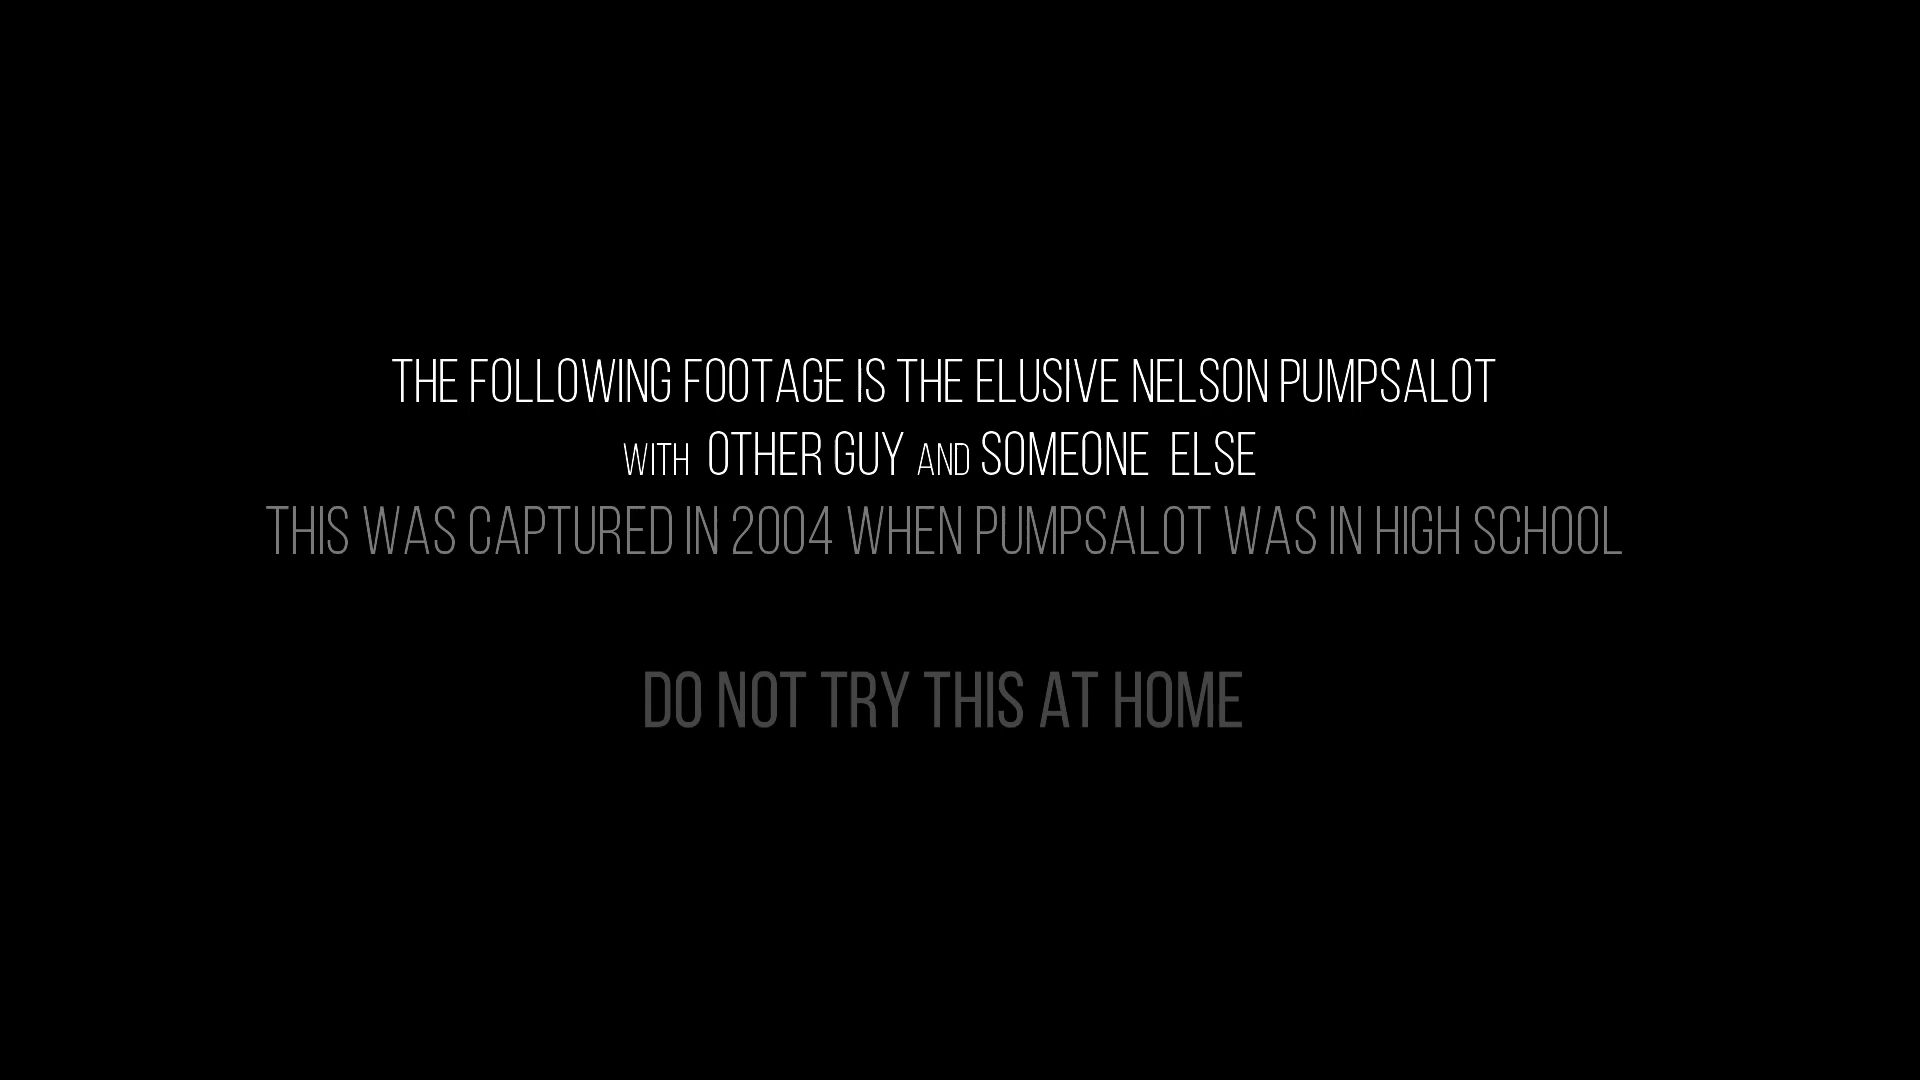 THE FOLLOWING FOOTAGE IS THE ELUSIVE NELSON PUMPSALOT
WITH OTHER GUY AND SOMEONE ELSE
THIS WAS CAPTURED IN 2004 WHEN PUMPSALOT WAS IN HIGH SCHOOL
DO NOT TRY THIS AT HOME